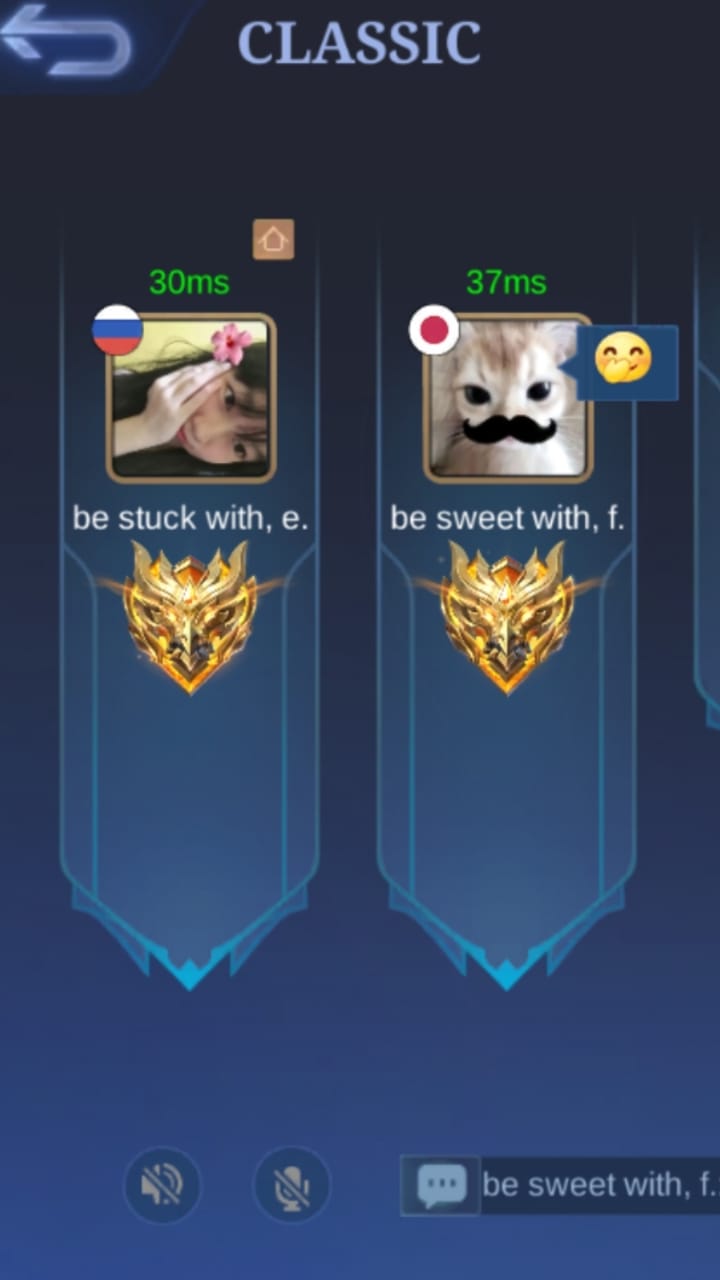 CLASSIC
30ms
37ms
be stuck with, e.
be sweet with, f.
be sweet with, f.